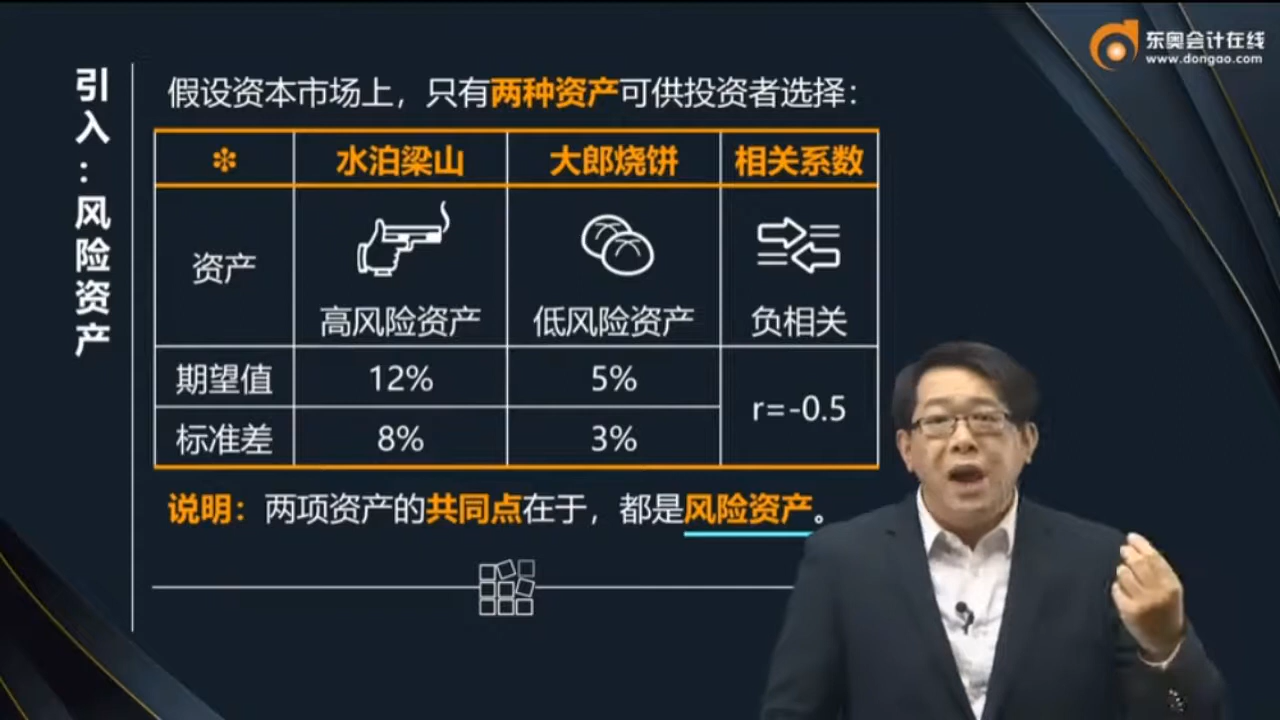 东奥会计在线
www.dongao.com
引入：风险资产
假设资本市场上，只有两种资产可供投资者选择：
* 水泊梁山 大郎烧饼 相关系数
资产 高风险资产 低风险资产 负相关
期望值 12% 5% r=-0.5
标准差 8% 3%
说明：两项资产的共同点在于，都是风险资产。